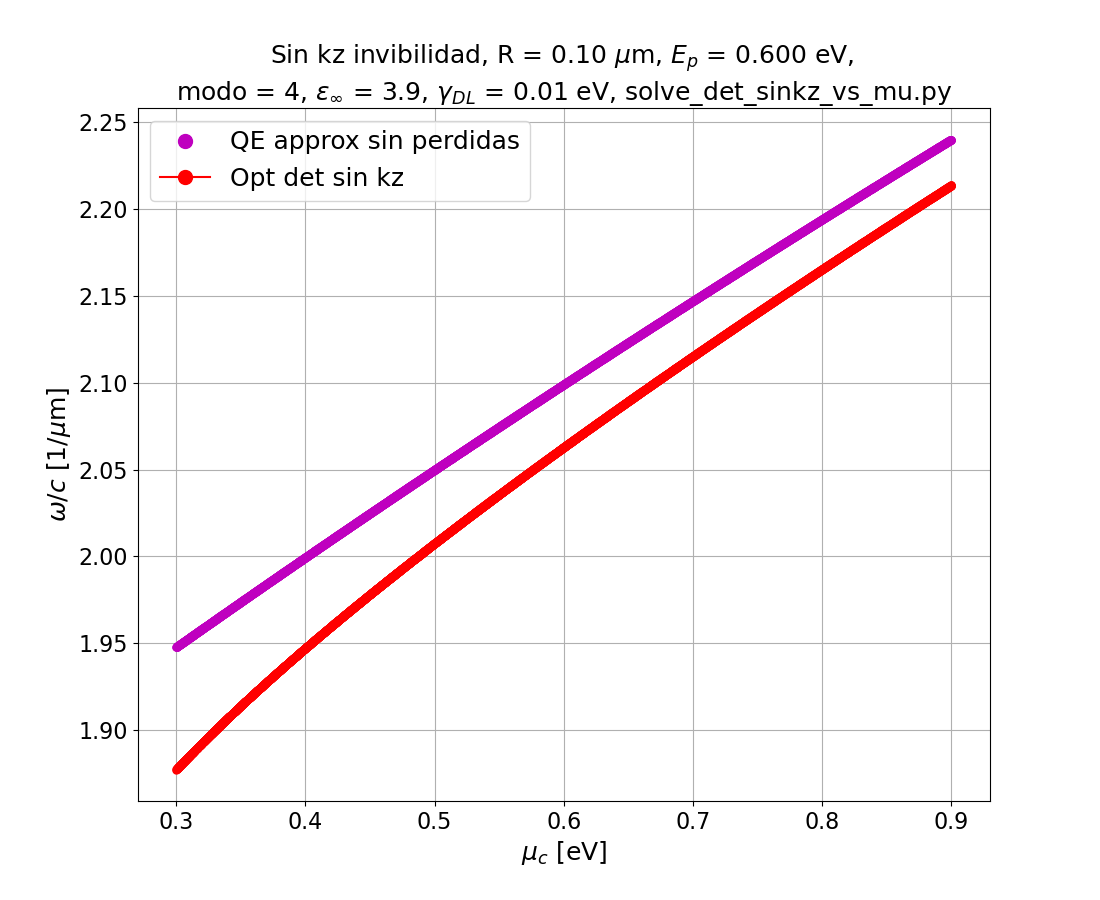 Sin kz invibilidad, R = 0.10 μm, E_p = 0.600 eV,
modo = 4, ε_∞ = 3.9, γ_DL = 0.01 eV, solve_det_sinkz_vs_mu.py
QE approx sin perdidas
Opt det sin kz
2.25
2.20
2.15
2.10
2.05
2.00
1.95
1.90
ω/c [1/μm]
0.3 0.4 0.5 0.6 0.7 0.8 0.9
μ_c [eV]